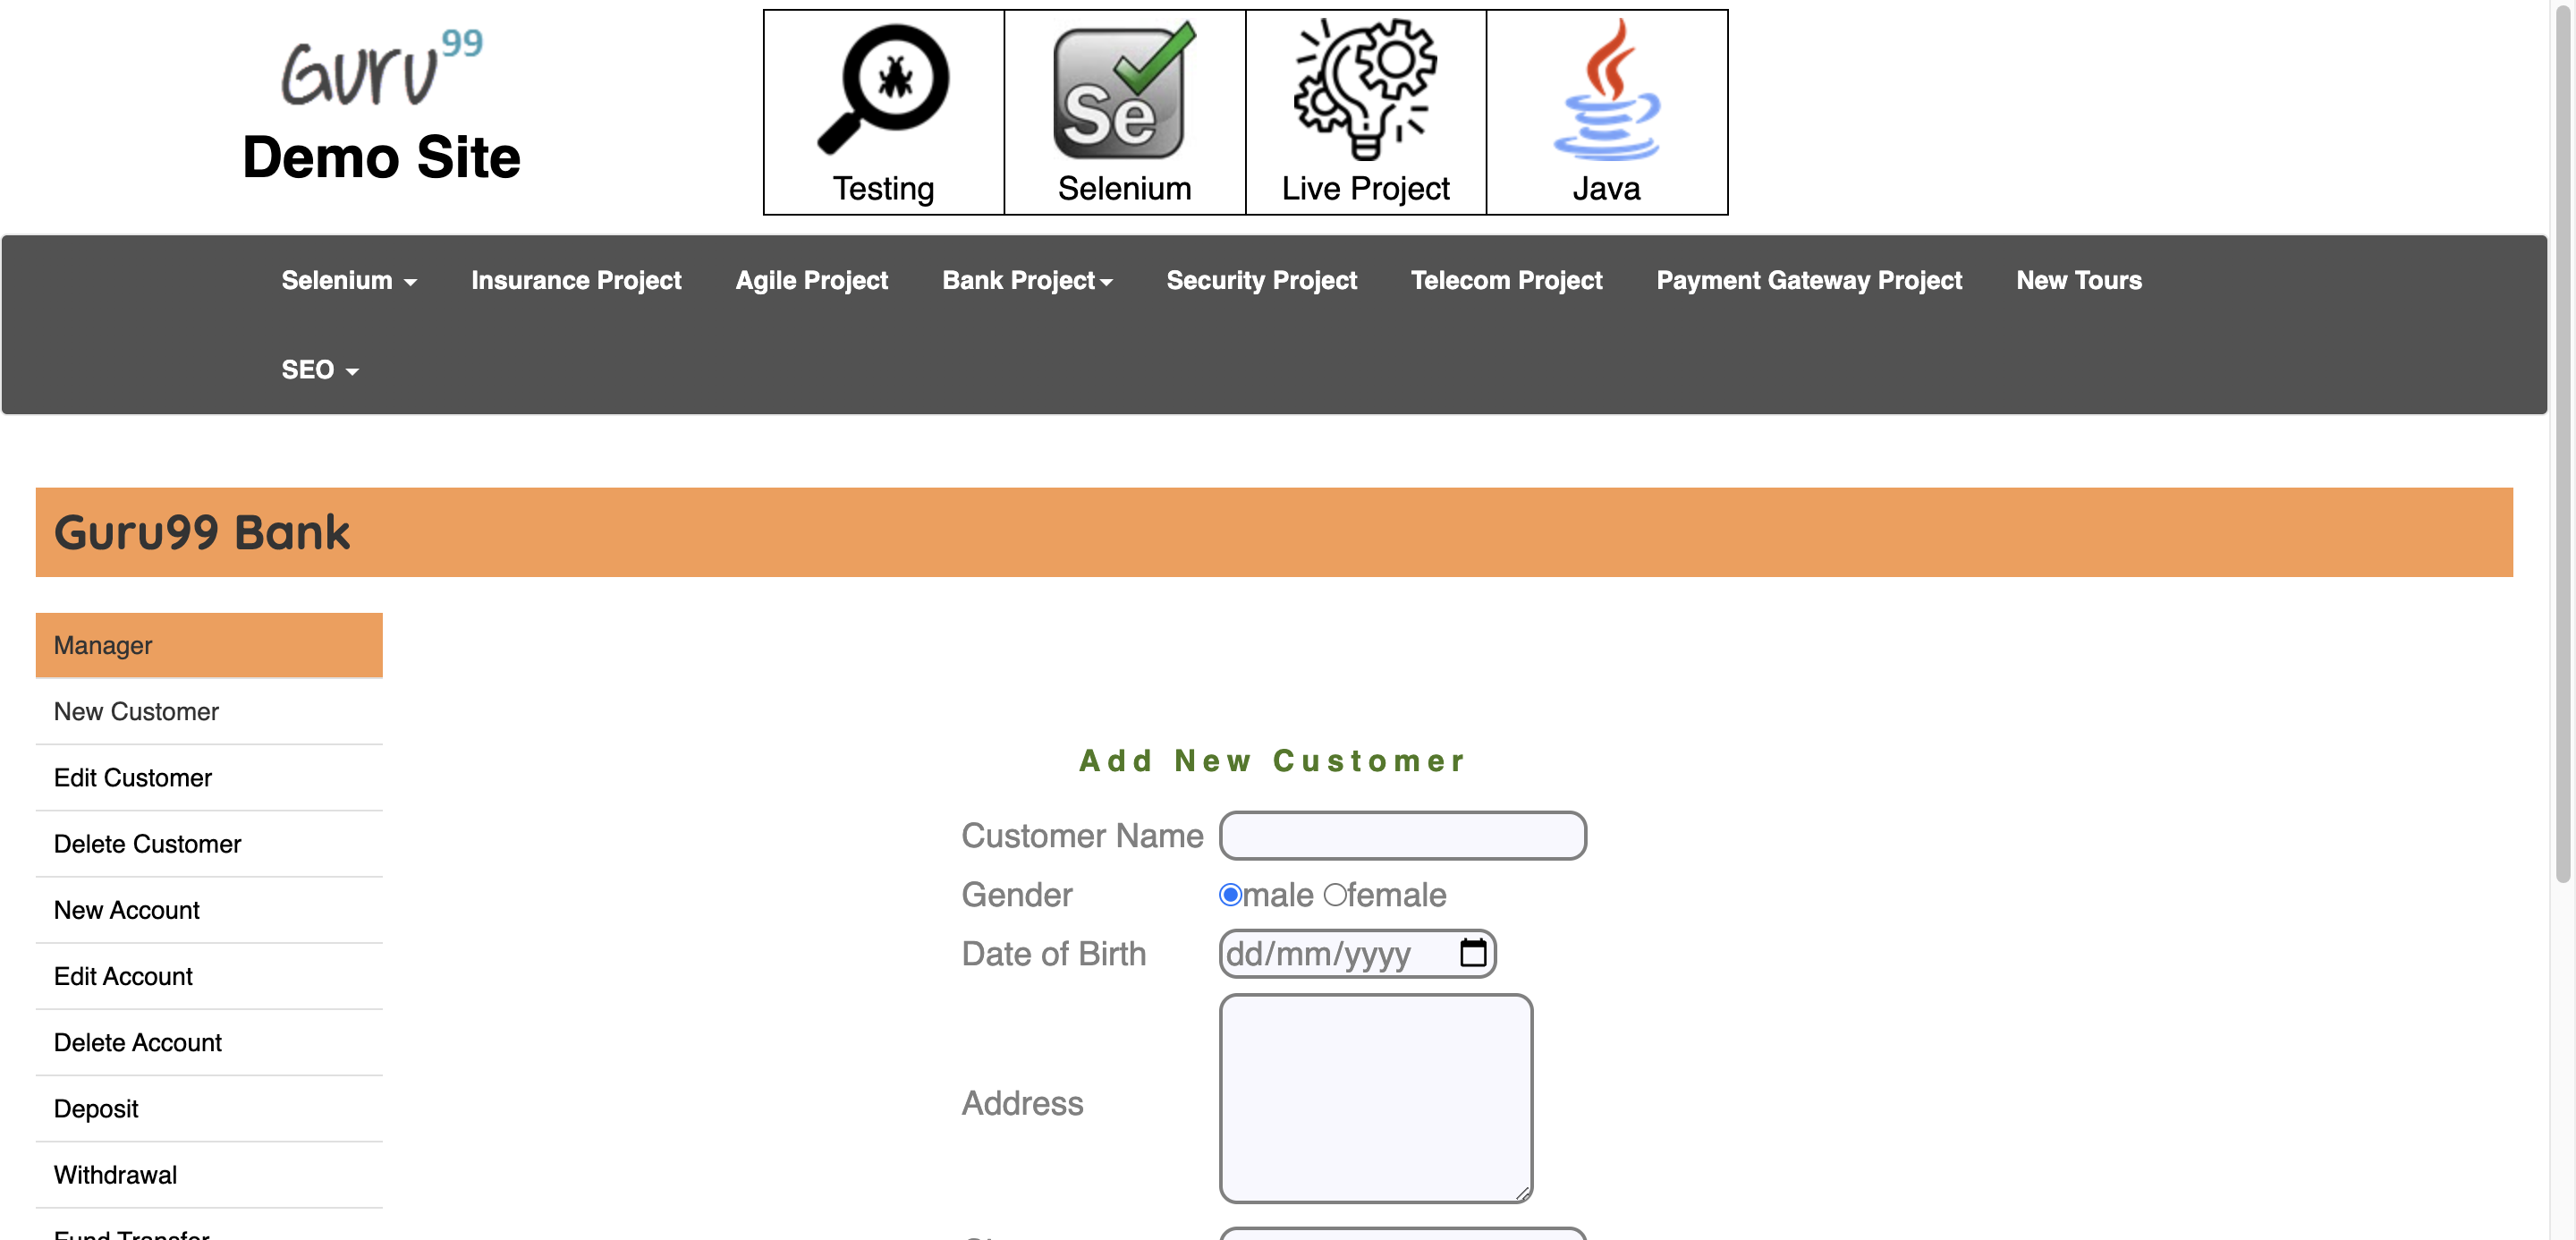 Guru99
Demo Site
Testing
Selenium
Live Project
Java
Selenium
Insurance Project
Agile Project
Bank Project
Security Project
Telecom Project
Payment Gateway Project
New Tours
SEO
Guru99 Bank
Manager
New Customer
Edit Customer
Delete Customer
New Account
Edit Account
Delete Account
Deposit
Withdrawal
Fund Transfer
Add New Customer
Customer Name
Gender male female
Date of Birth dd/mm/yyyy
Address